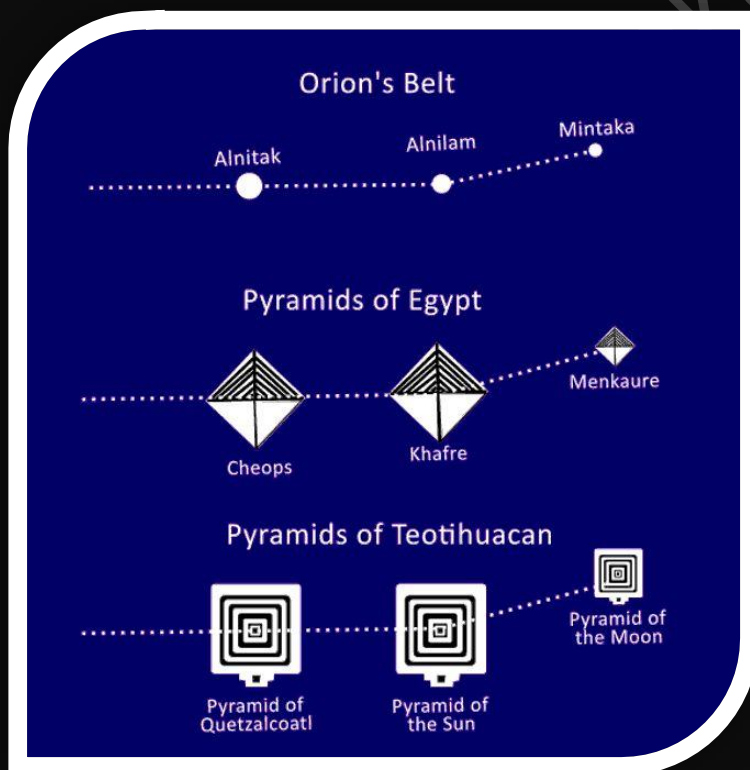 Orion's Belt
Alnitak
Alnilam
Mintaka
Pyramids of Egypt
Cheops
Khafre
Menkaure
Pyramids of Teotihuacan
Pyramid of
Quetzalcoatl
Pyramid of
the Sun
Pyramid of
the Moon